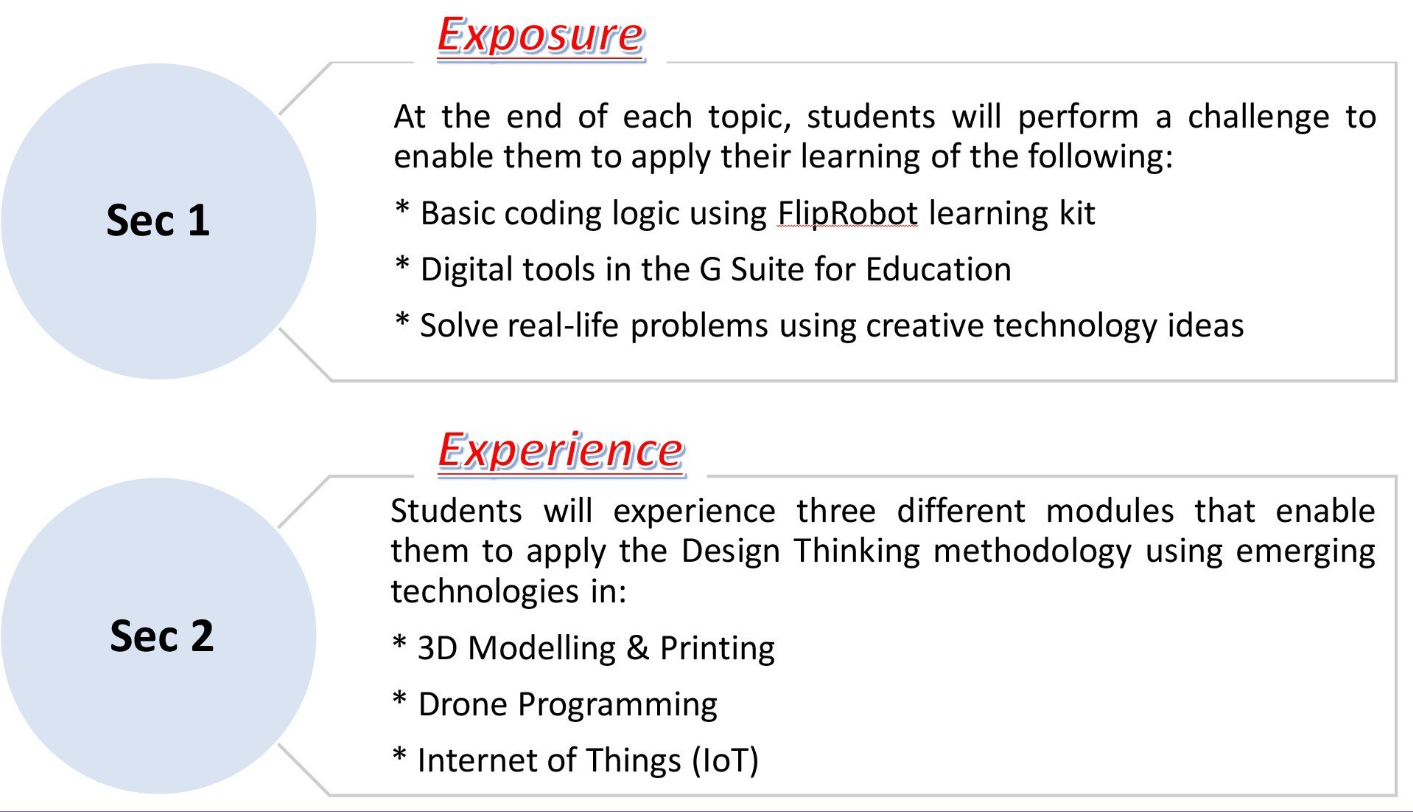 Exposure
Sec 1
At the end of each topic, students will perform a challenge to
enable them to apply their learning of the following:
* Basic coding logic using FlipRobot learning kit
* Digital tools in the G Suite for Education
* Solve real-life problems using creative technology ideas
Experience
Sec 2
Students will experience three different modules that enable
them to apply the Design Thinking methodology using emerging
technologies in:
* 3D Modelling & Printing
* Drone Programming
* Internet of Things (IoT)